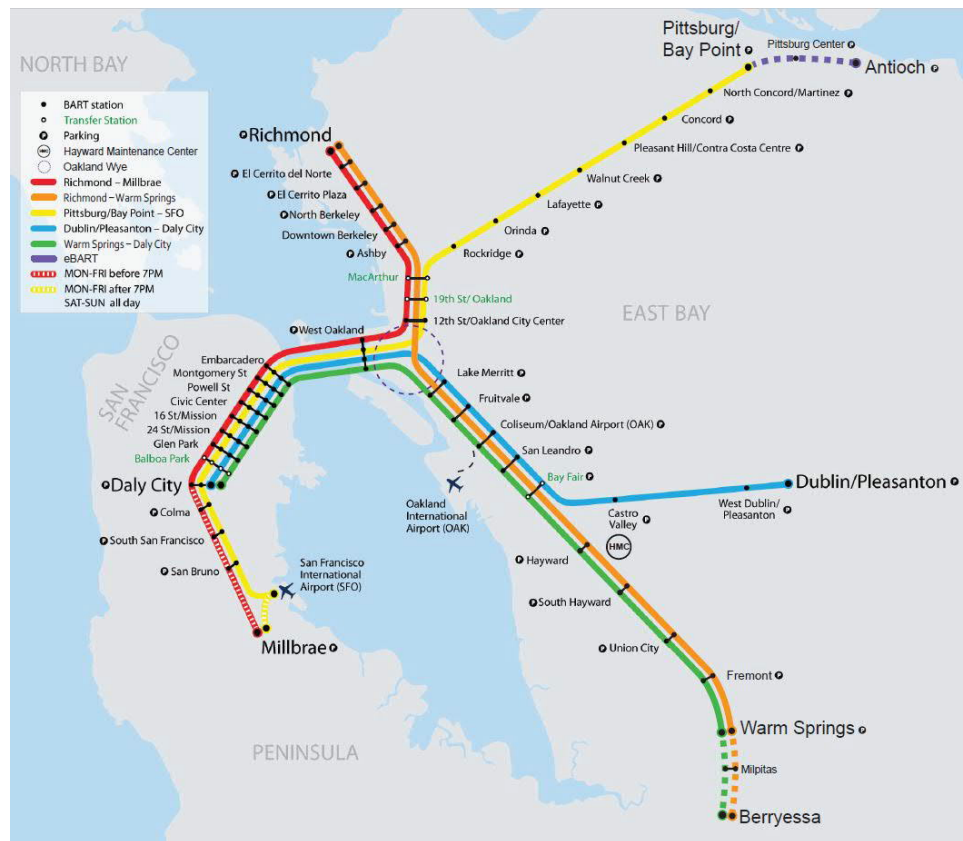 Pittsburg/
Bay Point P
Pittsburg Center P
Antioch P
NORTH BAY
BART station
Transfer Station
P Parking
HMC Hayward Maintenance Center
Oakland Wye
Richmond – Millbrae
Richmond – Warm Springs
Pittsburg/Bay Point – SFO
Dublin/Pleasanton – Daly City
Warm Springs – Daly City
eBART
MON-FRI before 7PM
MON-FRI after 7PM
SAT-SUN all day
North Concord/Martinez P
Concord P
Pleasant Hill/Contra Costa Centre P
Walnut Creek P
Lafayette P
Orinda P
Rockridge P
P Richmond
P El Cerrito del Norte
P El Cerrito Plaza
P North Berkeley
Downtown Berkeley
P Ashby
MacArthur P
19th St/ Oakland
12th St/Oakland City Center
EAST BAY
P West Oakland
SAN
FRANCISCO
Embarcadero
Montgomery St
Powell St
Civic Center
16 St/Mission
24 St/Mission
Glen Park
Balboa Park
P Daly City
P Colma
P South San Francisco
P San Bruno
San Francisco
International
Airport (SFO)
Millbrae P
PENINSULA
Lake Merritt P
Fruitvale P
Coliseum/Oakland Airport (OAK) P
San Leandro P
Bay Fair P
Oakland
International
Airport (OAK)
Castro
Valley P
West Dublin/
Pleasanton P
Dublin/Pleasanton P
HMC
P Hayward
P South Hayward
P Union City
Fremont P
Warm Springs P
Milpitas
Berryessa